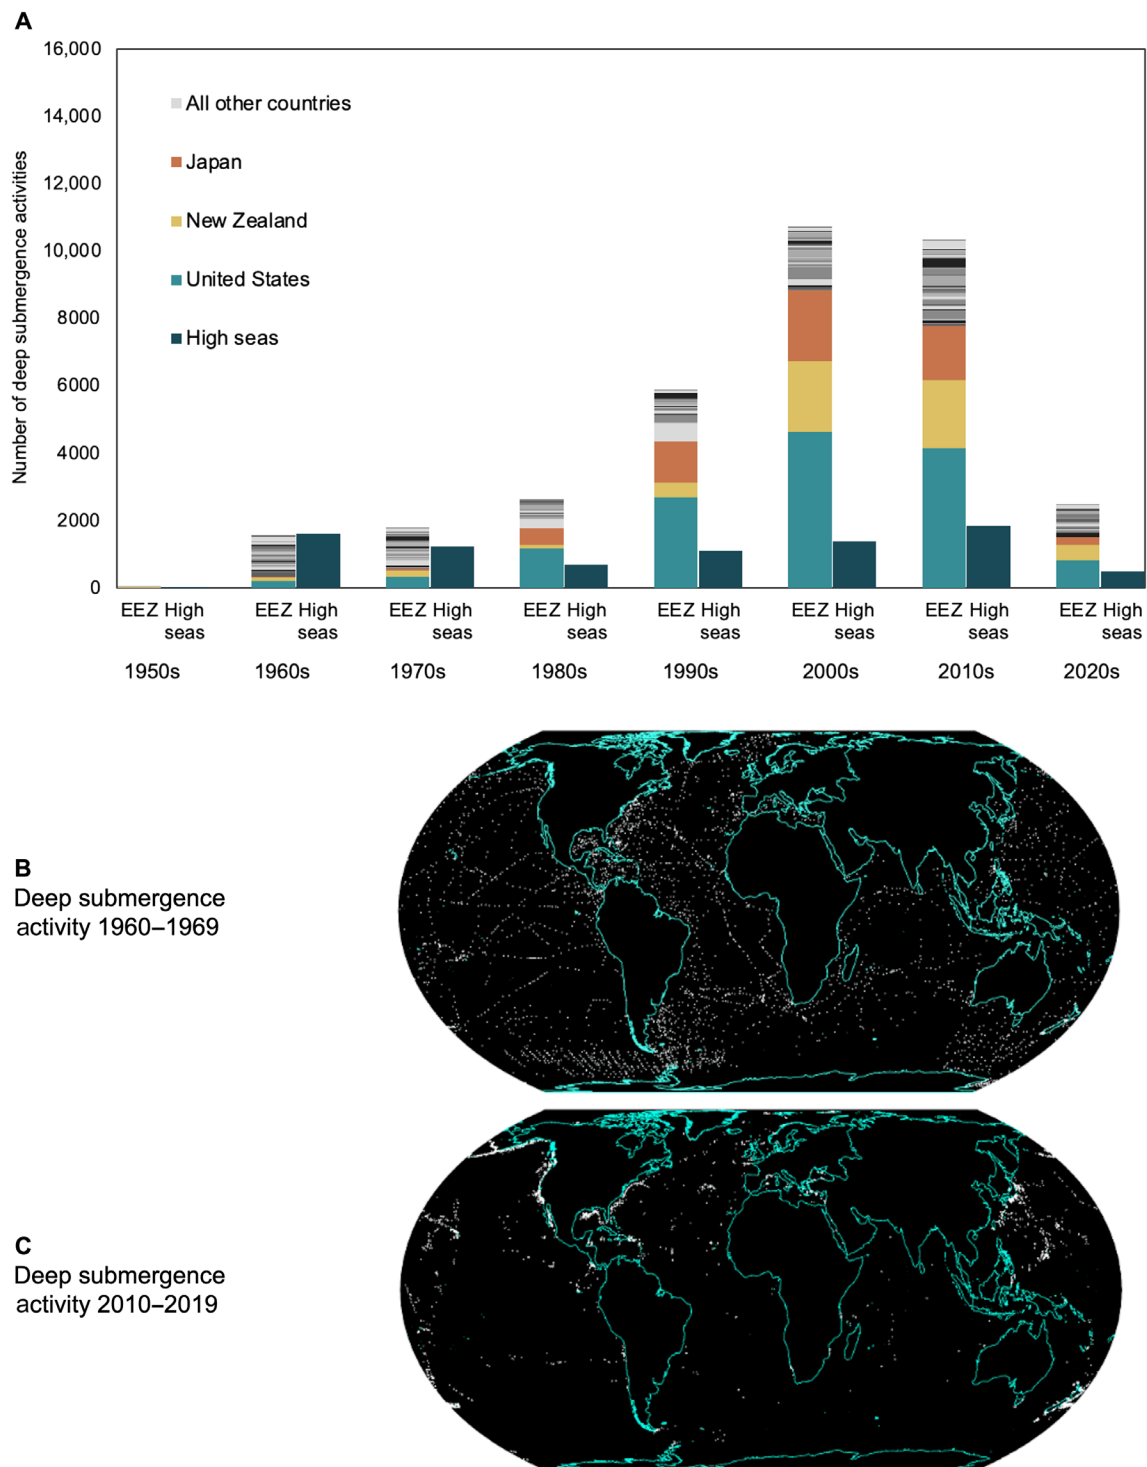 A
16,000
14,000
12,000
10,000
8000
6000
4000
2000
0
Number of deep submergence activities
All other countries
Japan
New Zealand
United States
High seas
EEZ High seas
EEZ High seas
EEZ High seas
EEZ High seas
EEZ High seas
EEZ High seas
EEZ High seas
EEZ High seas
1950s
1960s
1970s
1980s
1990s
2000s
2010s
2020s
B
Deep submergence
activity 1960–1969
C
Deep submergence
activity 2010–2019